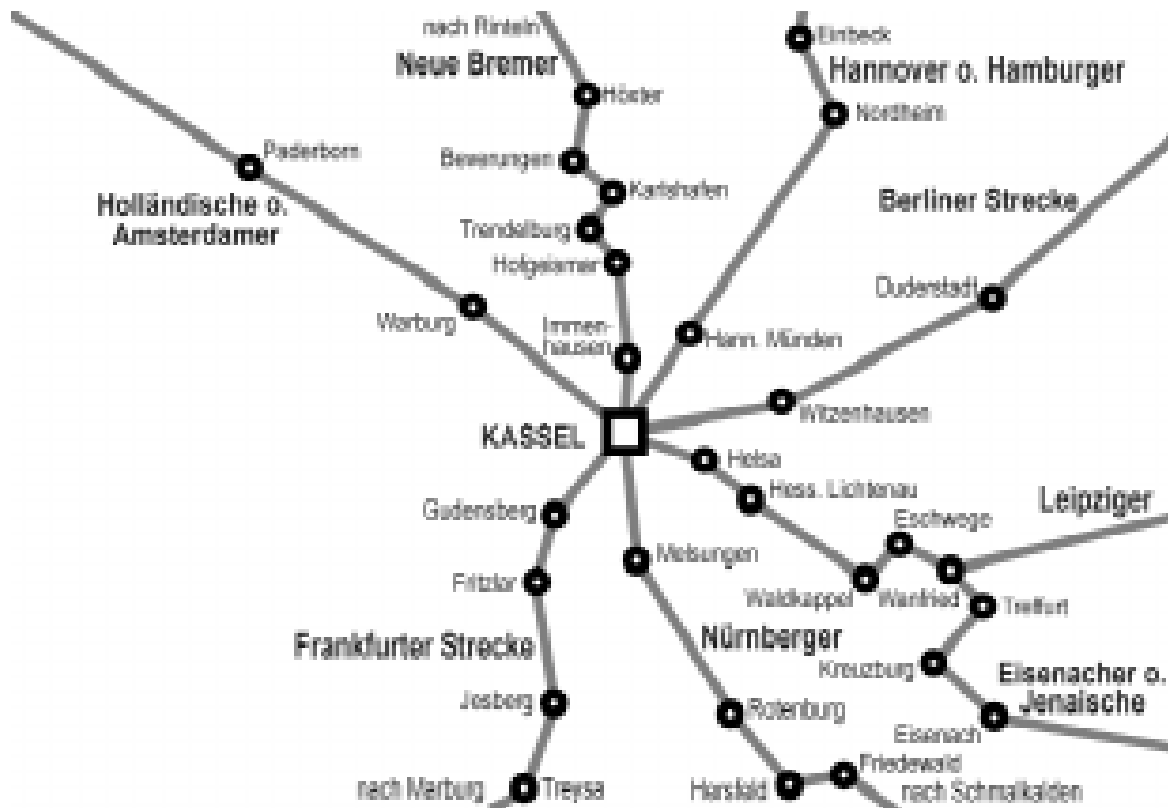 nach Rinteln
Neue Bremer
Einbeck
Hannover o. Hamburger
Höxter
Nordheim
Paderborn
Beverungen
Karlshafen
Holländische o.
Amsterdamer
Berliner Strecke
Trendelburg
Hofgeismar
Duderstadt
Warburg
Immen-
hausen
Hann. Münden
Witzenhausen
KASSEL
Helsa
Hess. Lichtenau
Leipziger
Gudensberg
Eschwege
Melsungen
Fritzlar
Waldkappel
Wanfried
Treffurt
Frankfurter Strecke
Nürnberger
Kreuzburg
Eisenacher o.
Jenaische
Jesberg
Rotenburg
Eisenach
Friedewald
nach Marburg
Treysa
Hersfeld
nach Schmalkalden